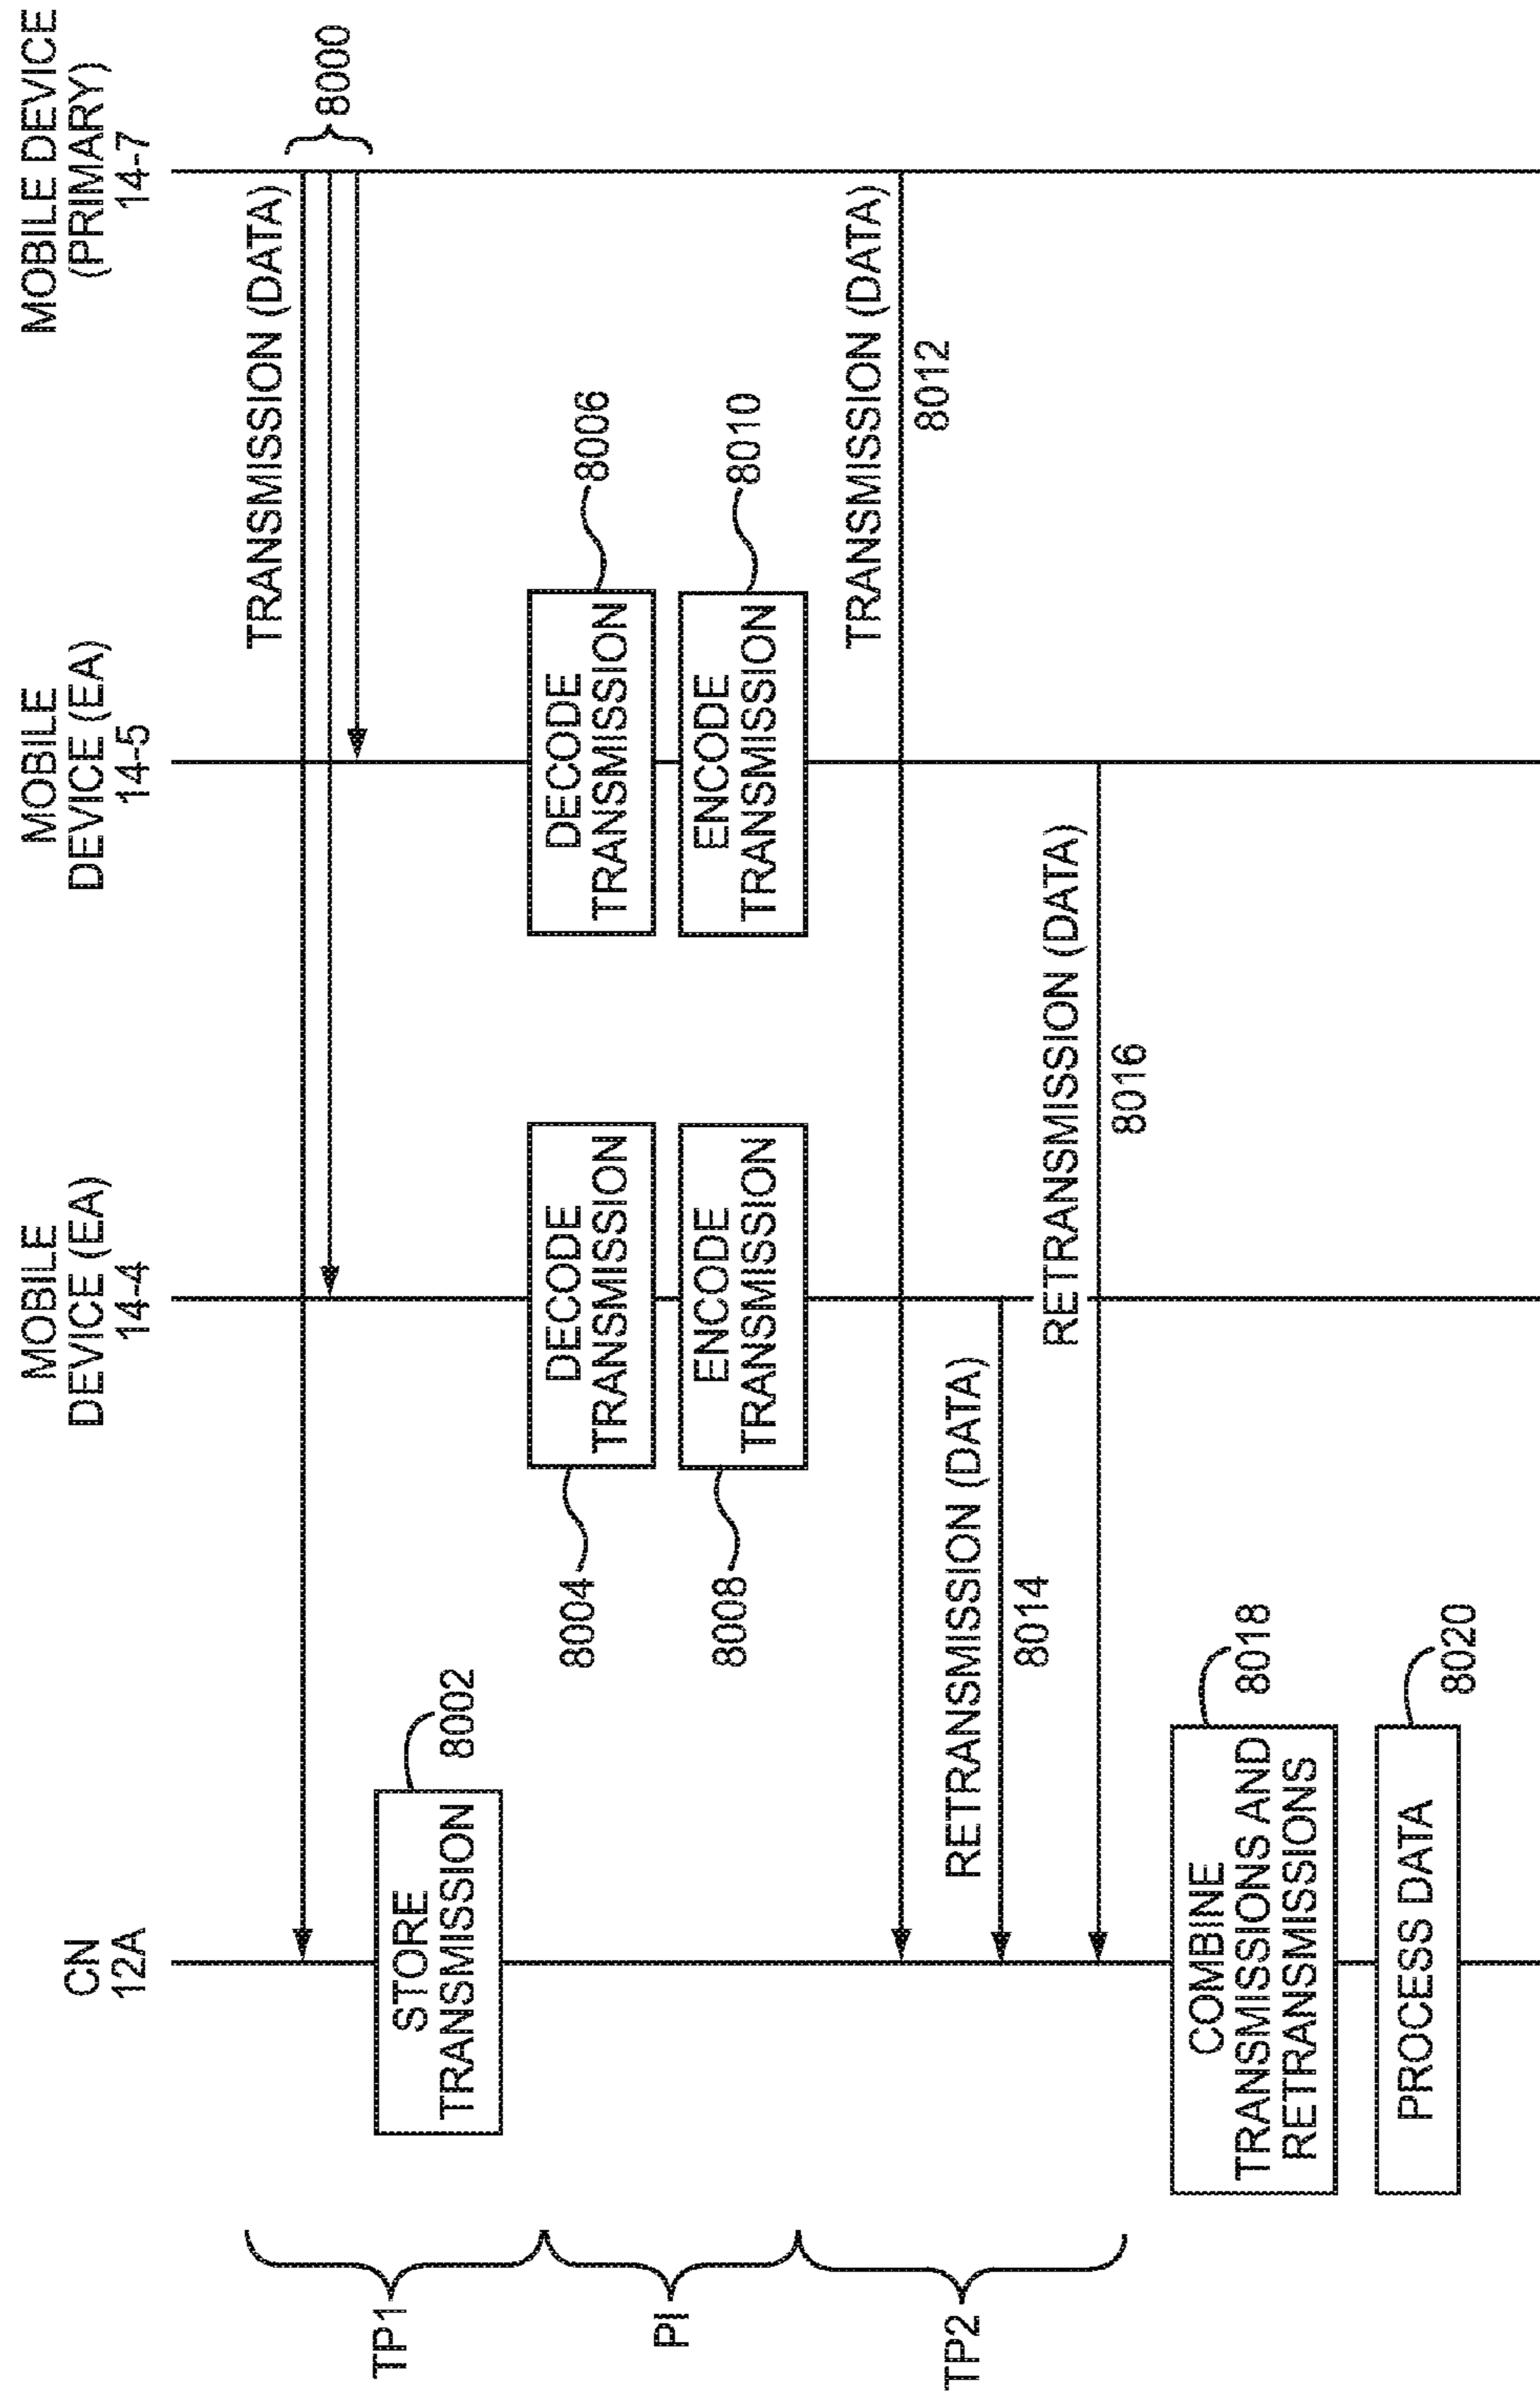 CN
12A
MOBILE
DEVICE (EA)
14-4
MOBILE
DEVICE (EA)
14-5
MOBILE DEVICE
(PRIMARY)
14-7
TRANSMISSION (DATA)
8000
TP1
STORE
TRANSMISSION
8002
PI
8004
DECODE
TRANSMISSION
DECODE
TRANSMISSION
8006
8008
ENCODE
TRANSMISSION
ENCODE
TRANSMISSION
8010
TP2
TRANSMISSION (DATA)
8012
RETRANSMISSION (DATA)
8014
RETRANSMISSION (DATA)
8016
COMBINE
TRANSMISSIONS AND
RETRANSMISSIONS
8018
PROCESS DATA
8020